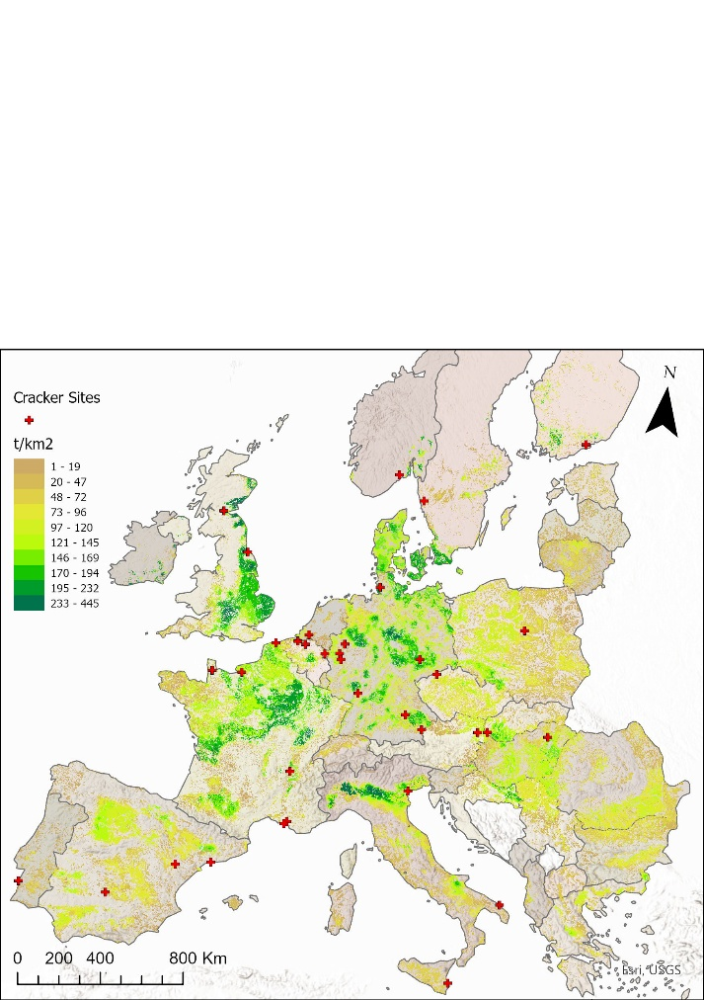 N
Cracker Sites
t/km2
1 - 19
20 - 47
48 - 72
73 - 96
97 - 120
121 - 145
146 - 169
170 - 194
195 - 232
233 - 445
0 200 400 800 Km
Esri, USGS